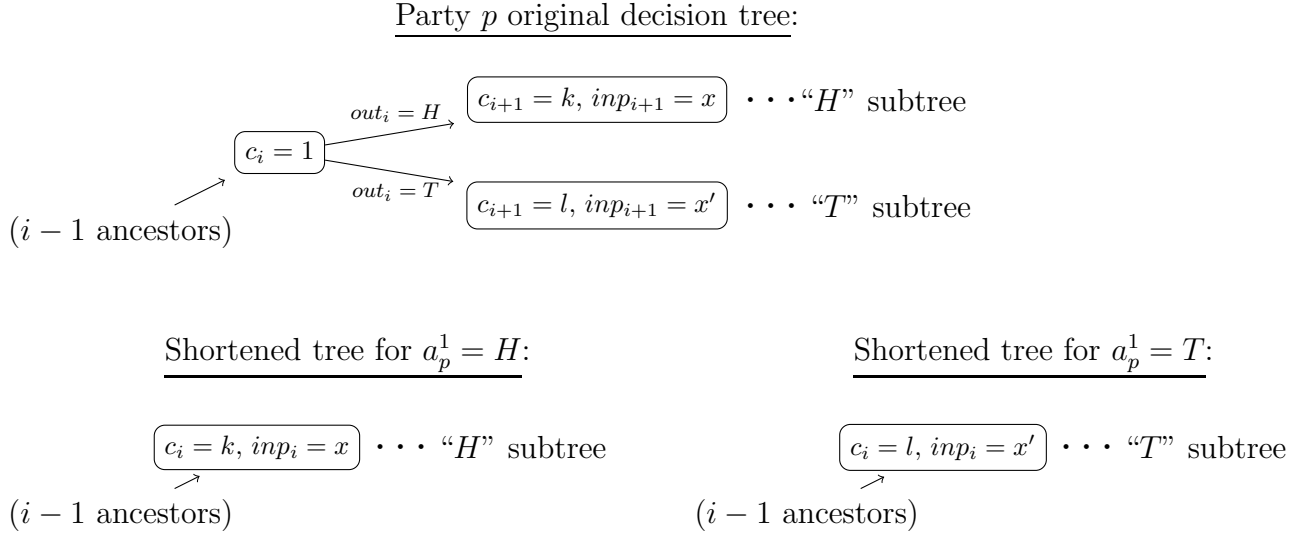 Party p original decision tree:
c_{i+1} = k, inp_{i+1} = x ··· “H” subtree
out_i = H
c_i = 1
out_i = T
c_{i+1} = l, inp_{i+1} = x′ ··· “T” subtree
(i − 1 ancestors)
Shortened tree for a_p^1 = H:
c_i = k, inp_i = x ··· “H” subtree
(i − 1 ancestors)
Shortened tree for a_p^1 = T:
c_i = l, inp_i = x′ ··· “T” subtree
(i − 1 ancestors)